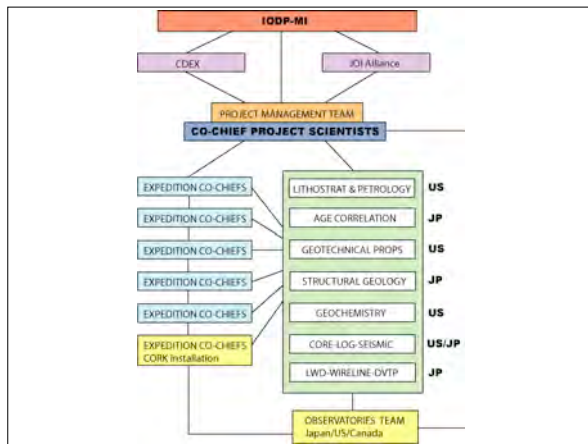 IODP-MI
CDEX
JOI Alliance
PROJECT MANAGEMENT TEAM
CO-CHIEF PROJECT SCIENTISTS
EXPEDITION CO-CHIEFS
EXPEDITION CO-CHIEFS
EXPEDITION CO-CHIEFS
EXPEDITION CO-CHIEFS
EXPEDITION CO-CHIEFS
EXPEDITION CO-CHIEFS
CORK Installation
LITHOSTRAT & PETROLOGY US
AGE CORRELATION JP
GEOTECHNICAL PROPS US
STRUCTURAL GEOLOGY JP
GEOCHEMISTRY US
CORE-LOG-SEISMIC US/JP
LWD-WIRELINE-DVTP JP
OBSERVATORIES TEAM
Japan/US/Canada